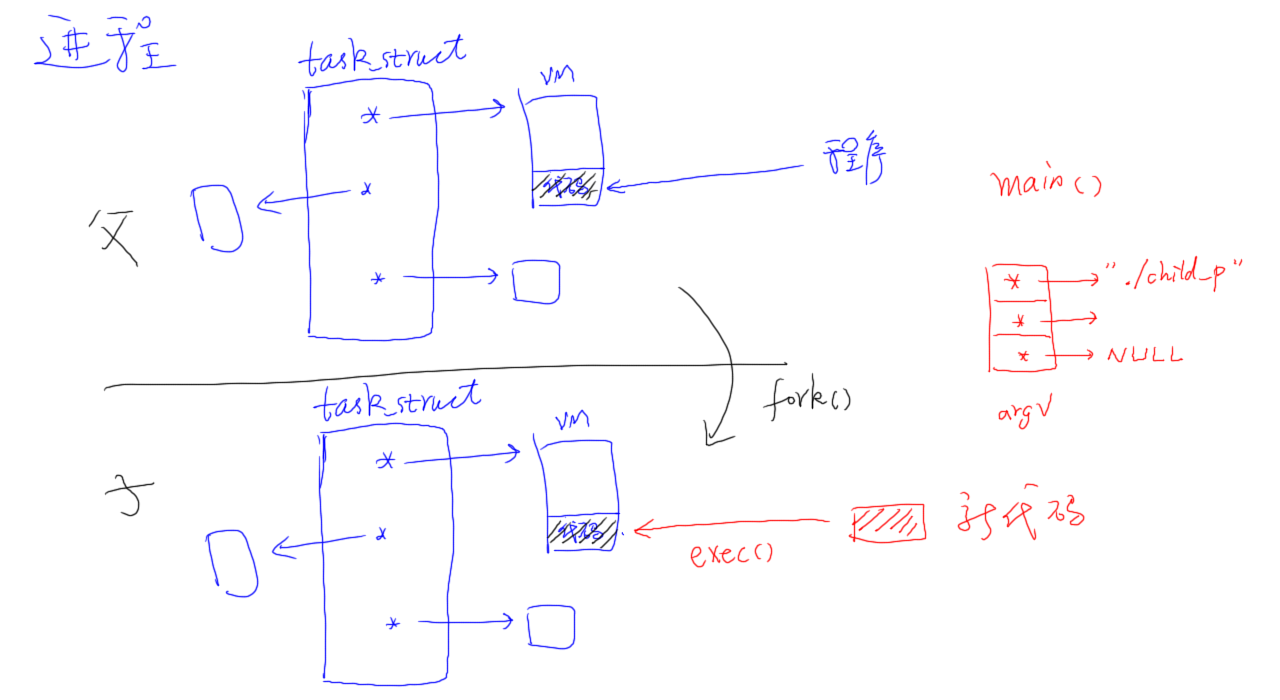 进程
task_struct
VM
*
程序
*
代码
main()
父
*
* "./child_p"
*
* NULL
fork()
argv
task_struct
VM
*
子
*
代码
exec()
新代码
*